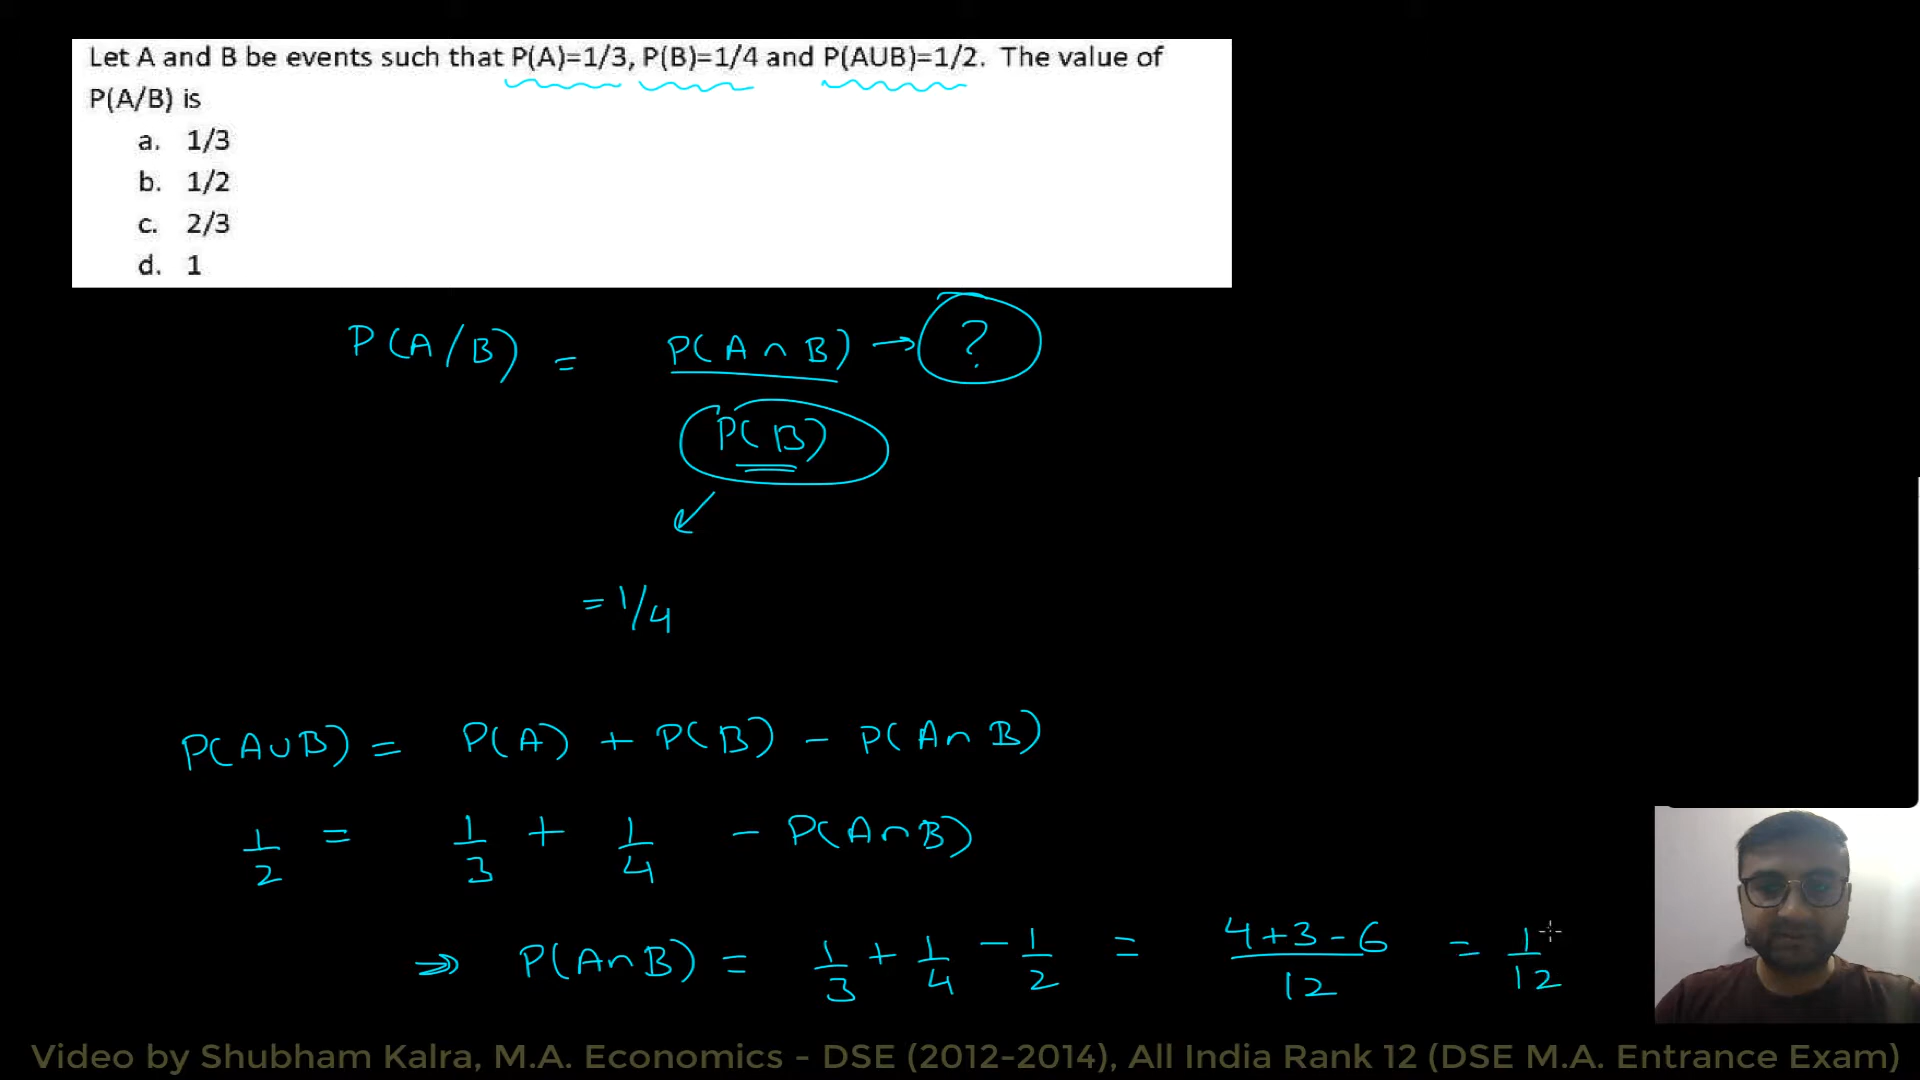 Let A and B be events such that P(A)=1/3, P(B)=1/4 and P(AUB)=1/2. The value of
P(A/B) is
a. 1/3
b. 1/2
c. 2/3
d. 1
P(A/B) = P(A∩B) → ?
P(B)
= 1/4
P(A∪B) = P(A) + P(B) - P(A∩B)
1/2 = 1/3 + 1/4 - P(A∩B)
⇒ P(A∩B) = 1/3 + 1/4 - 1/2 = 4+3-6/12 = 1/12
Video by Shubham Kalra, M.A. Economics - DSE (2012-2014), All India Rank 12 (DSE M.A. Entrance Exam)